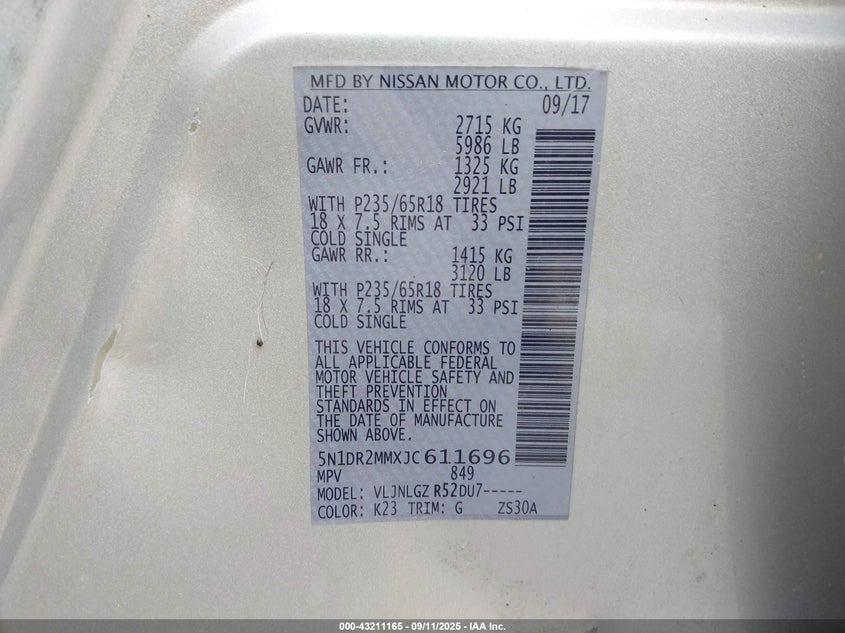 MFD BY NISSAN MOTOR CO., LTD.
DATE: 09/17
GVWR: 2715 KG
5986 LB
GAWR FR.: 1325 KG
2921 LB
WITH P235/65R18 TIRES
18 X 7.5 RIMS AT 33 PSI
COLD SINGLE
GAWR RR.: 1415 KG
3120 LB
WITH P235/65R18 TIRES
18 X 7.5 RIMS AT 33 PSI
COLD SINGLE
THIS VEHICLE CONFORMS TO
ALL APPLICABLE FEDERAL
MOTOR VEHICLE SAFETY AND
THEFT PREVENTION
STANDARDS IN EFFECT ON
THE DATE OF MANUFACTURE
SHOWN ABOVE.
5N1DR2MMXJC611696
MPV 849
MODEL: VLJNLGZ R52DU7-----
COLOR: K23 TRIM: G ZS30A
000-43211165 - 09/11/2025 - IAA Inc.